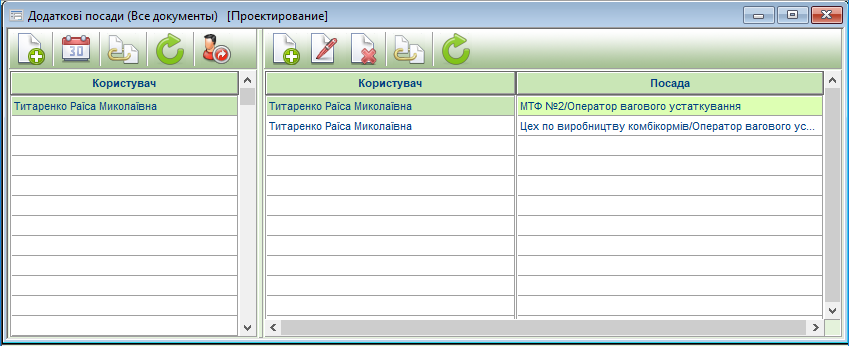 Додаткові посади (Все документы) [Проектирование]
30
Користувач
Титаренко Раїса Миколаївна
Користувач Посада
Титаренко Раїса Миколаївна МТФ №2/Оператор вагового устаткування
Титаренко Раїса Миколаївна Цех по виробництву комбікормів/Оператор вагового ус...